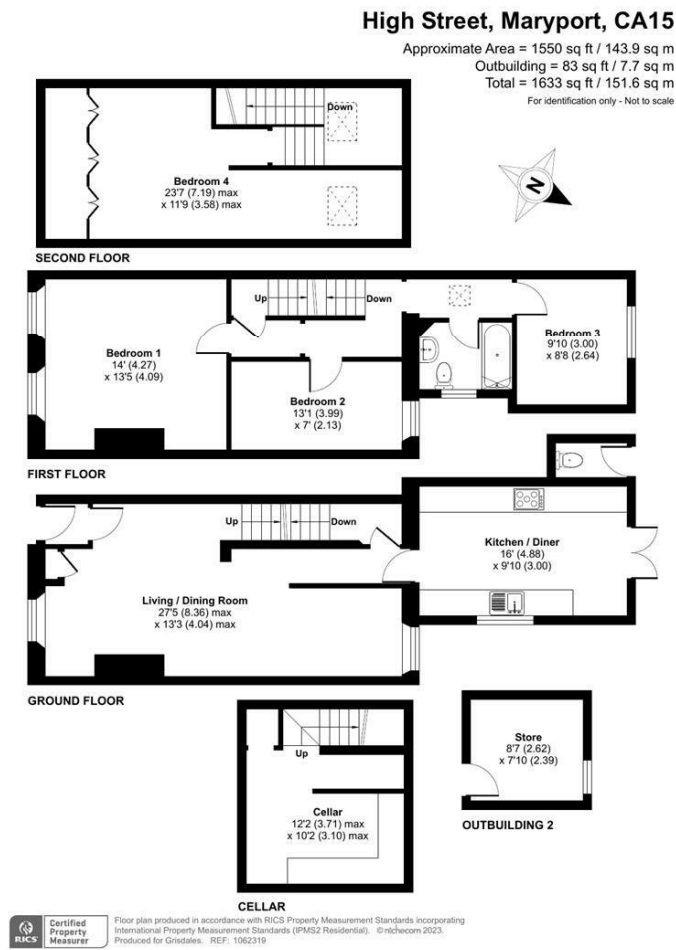 High Street, Maryport, CA15
Approximate Area = 1550 sq ft / 143.9 sq m
Outbuilding = 83 sq ft / 7.7 sq m
Total = 1633 sq ft / 151.6 sq m
For identification only - Not to scale
Down
Bedroom 4
23'7 (7.19) max
x 11'9 (3.58) max
N
SECOND FLOOR
Up
Down
Bedroom 1
14' (4.27)
x 13'5 (4.09)
Bedroom 2
13'1 (3.99)
x 7' (2.13)
Bedroom 3
9'10 (3.00)
x 8'8 (2.64)
FIRST FLOOR
Up
Down
Living / Dining Room
27'5 (8.36) max
x 13'3 (4.04) max
Kitchen / Diner
16' (4.88)
x 9'10 (3.00)
GROUND FLOOR
Up
Cellar
12'2 (3.71) max
x 10'2 (3.10) max
CELLAR
Store
8'7 (2.62)
x 7'10 (2.39)
OUTBUILDING 2
RICS
Certified
Property
Measurer
Floor plan produced in accordance with RICS Property Measurement Standards incorporating
International Property Measurement Standards (IPMS2 Residential). © nichecom 2023.
Produced for Grisdales. REF: 1062319